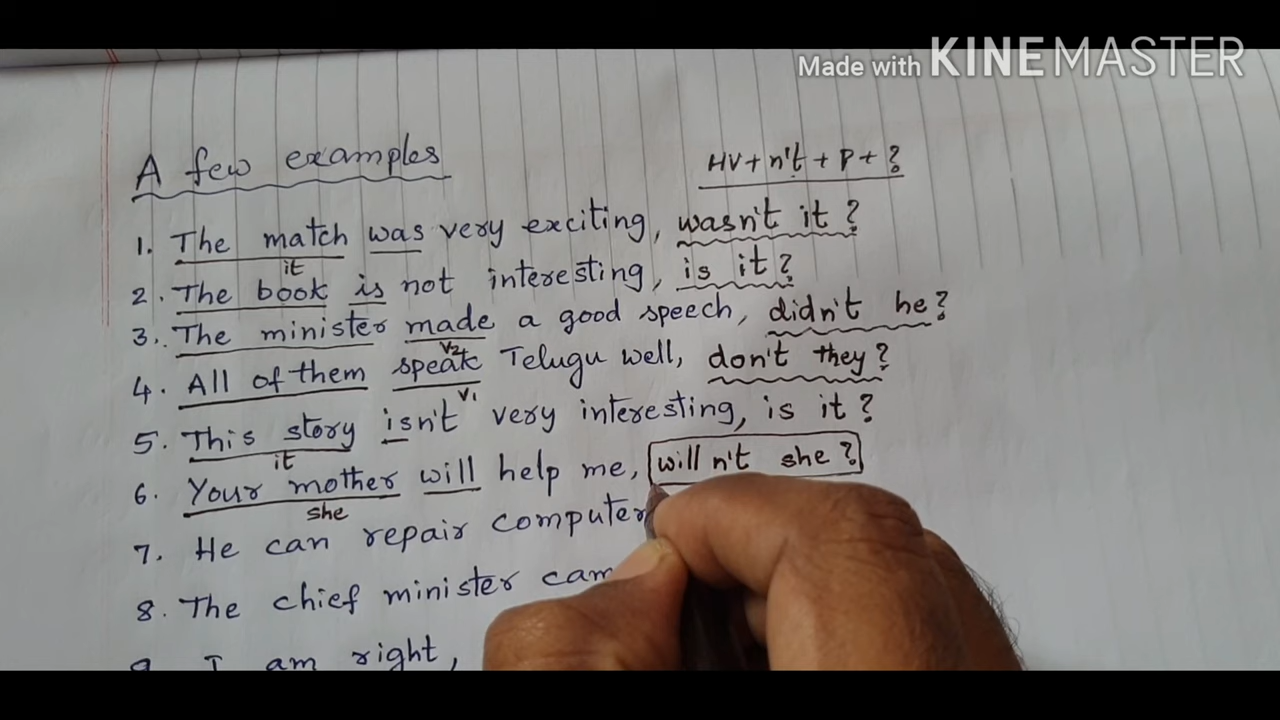 Made with KINEMASTER
A few examples
HV + n't + P + ?
1. The match was very exciting, wasn't it?
it
2. The book is not interesting, is it?
3. The minister made a good speech, didn't he?
V2
4. All of them speak Telugu well, don't they?
V1
5. This story isn't very interesting, is it?
it
6. Your mother will help me, will n't she?
she
7. He can repair computer
8. The chief minister cam
9. I am right,